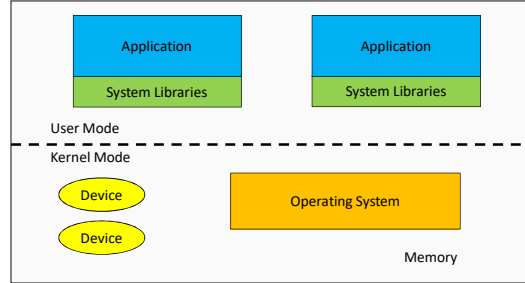 Application
Application
System Libraries
System Libraries
User Mode
Kernel Mode
Device
Operating System
Device
Memory